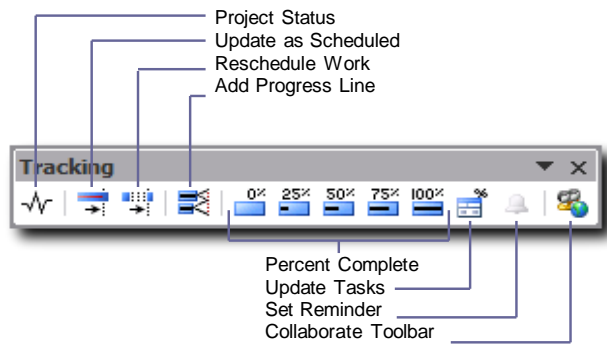 Project Status
Update as Scheduled
Reschedule Work
Add Progress Line
Tracking
0% 25% 50% 75% 100% %
Percent Complete
Update Tasks
Set Reminder
Collaborate Toolbar